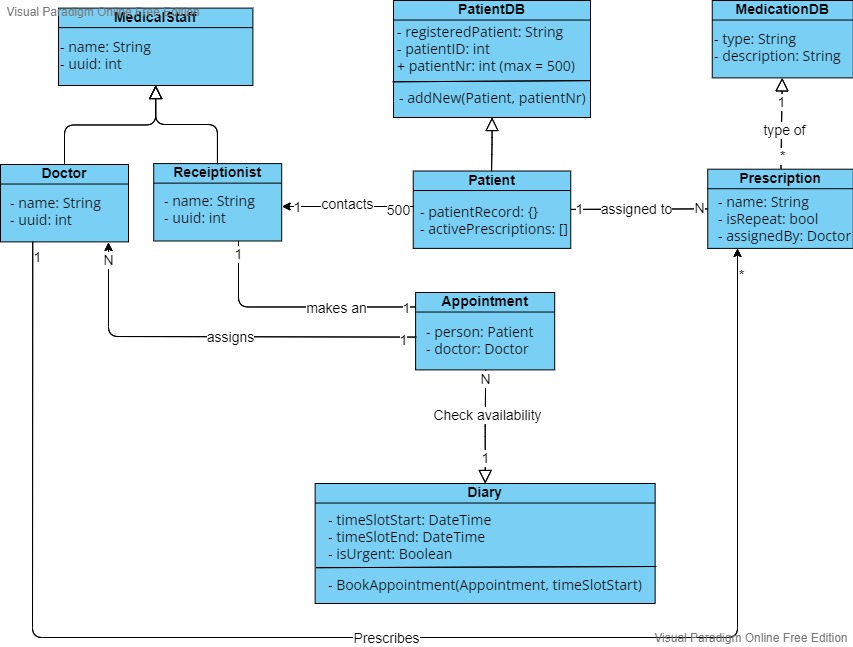 Visual Paradigm Online Free Edition
MedicalStaff
- name: String
- uuid: int
PatientDB
- registeredPatient: String
- patientID: int
+ patientNr: int (max = 500)
- addNew(Patient, patientNr)
MedicationDB
- type: String
- description: String
1
type of
*
Doctor
- name: String
- uuid: int
Receiptionist
- name: String
- uuid: int
1
contacts
500
Patient
- patientRecord: {}
- activePrescriptions: []
1
assigned to
N
Prescription
- name: String
- isRepeat: bool
- assignedBy: Doctor
1
N
1
*
makes an
1
assigns
1
Appointment
- person: Patient
- doctor: Doctor
N
Check availability
1
Diary
- timeSlotStart: DateTime
- timeSlotEnd: DateTime
- isUrgent: Boolean
- BookAppointment(Appointment, timeSlotStart)
Prescribes
Visual Paradigm Online Free Edition